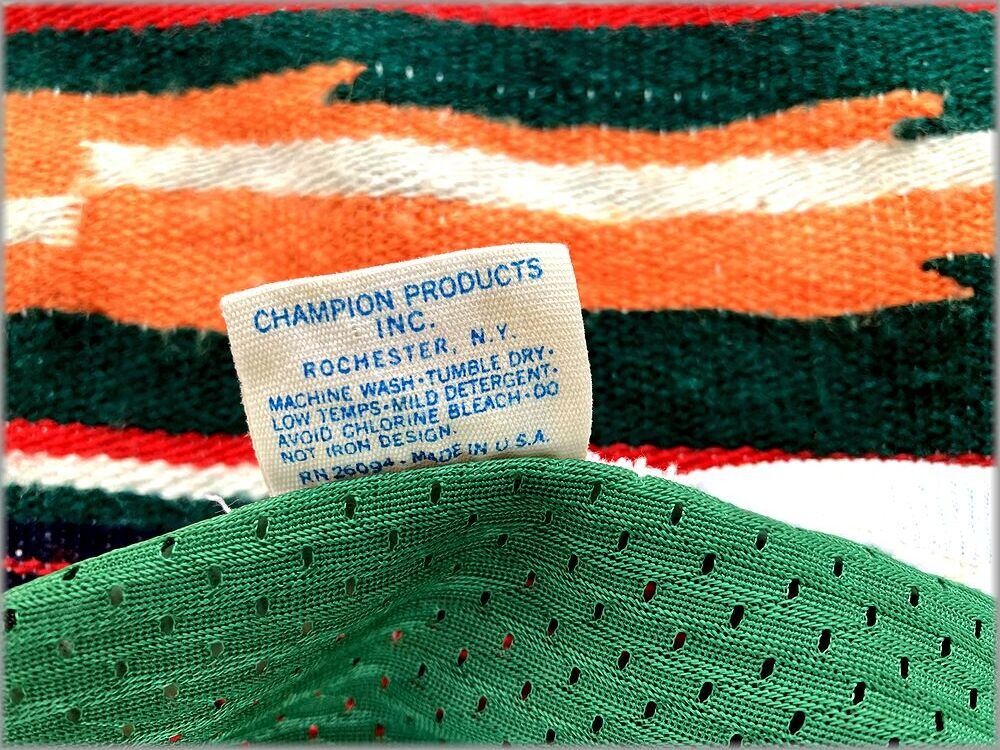 CHAMPION PRODUCTS
INC.
ROCHESTER, N.Y.
MACHINE WASH·TUMBLE DRY·
LOW TEMPS·MILD DETERGENT·
AVOID CHLORINE BLEACH·DO
NOT IRON DESIGN
RN 26094·MADE IN U.S.A.